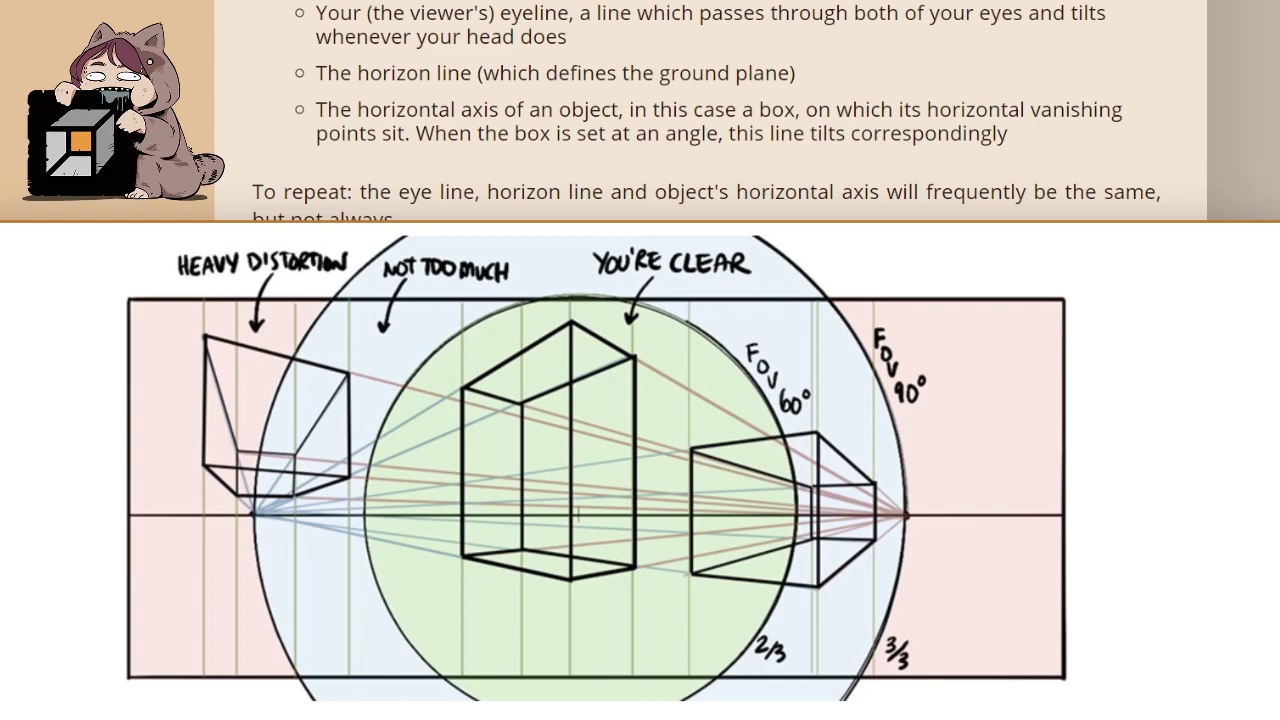 Your (the viewer's) eyeline, a line which passes through both of your eyes and tilts
whenever your head does
The horizon line (which defines the ground plane)
The horizontal axis of an object, in this case a box, on which its horizontal vanishing
points sit. When the box is set at an angle, this line tilts correspondingly
To repeat: the eye line, horizon line and object's horizontal axis will frequently be the same,
but not always
HEAVY DISTORTION
NOT TOO MUCH
YOU'RE CLEAR
FOV 60°
FOV 90°
2/3
3/3